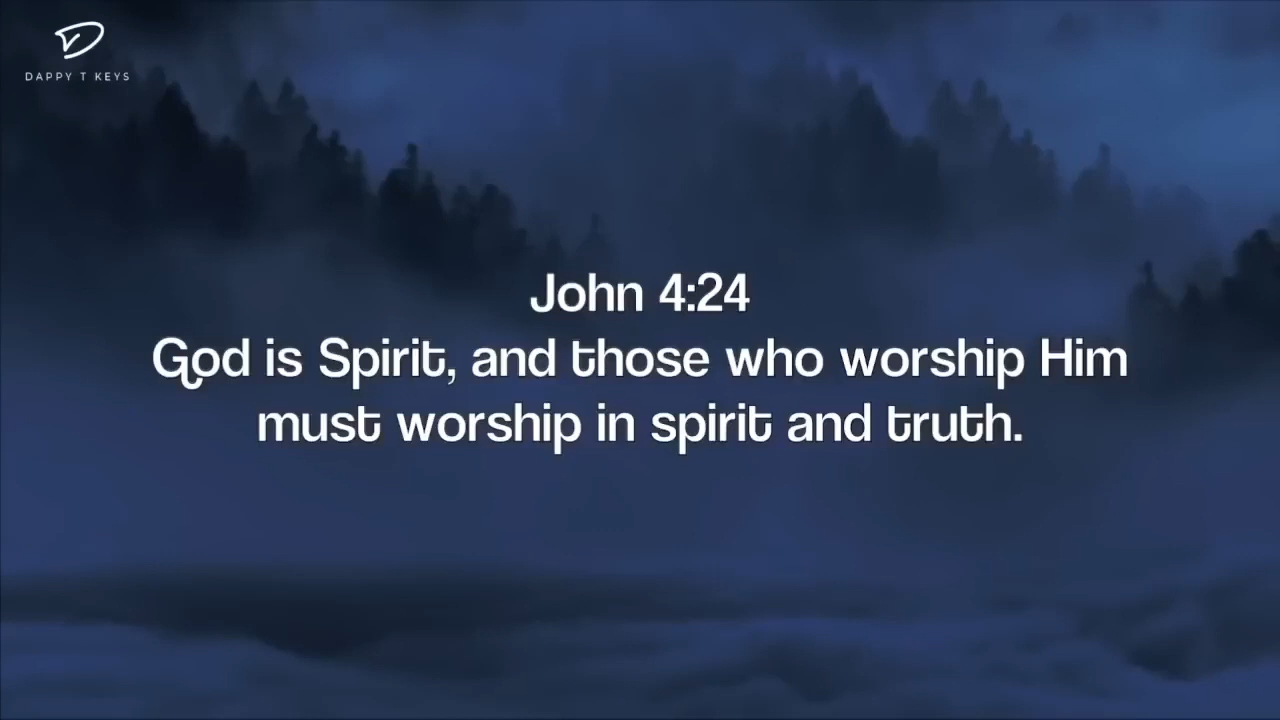 DAPPY T KEYS
John 4:24
God is Spirit, and those who worship Him
must worship in spirit and truth.